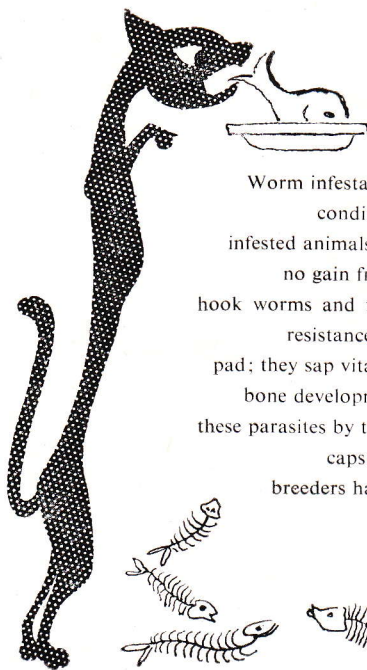 Worm infesta
condi
infested animals
no gain fr
hook worms and
resistance
pad; they sap vita
bone developr
these parasites by t
caps
breeders ha